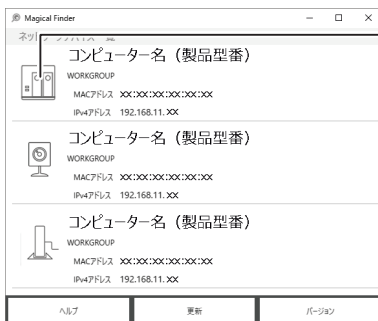 Magical Finder
コンピューター名（製品型番）
WORKGROUP
MACアドレス xx:xx:xx:xx:xx:xx
IPv4アドレス 192.168.11.xx
コンピューター名（製品型番）
WORKGROUP
MACアドレス xx:xx:xx:xx:xx:xx
IPv4アドレス 192.168.11.xx
コンピューター名（製品型番）
WORKGROUP
MACアドレス xx:xx:xx:xx:xx:xx
IPv4アドレス 192.168.11.xx
ヘルプ
更新
バージョン